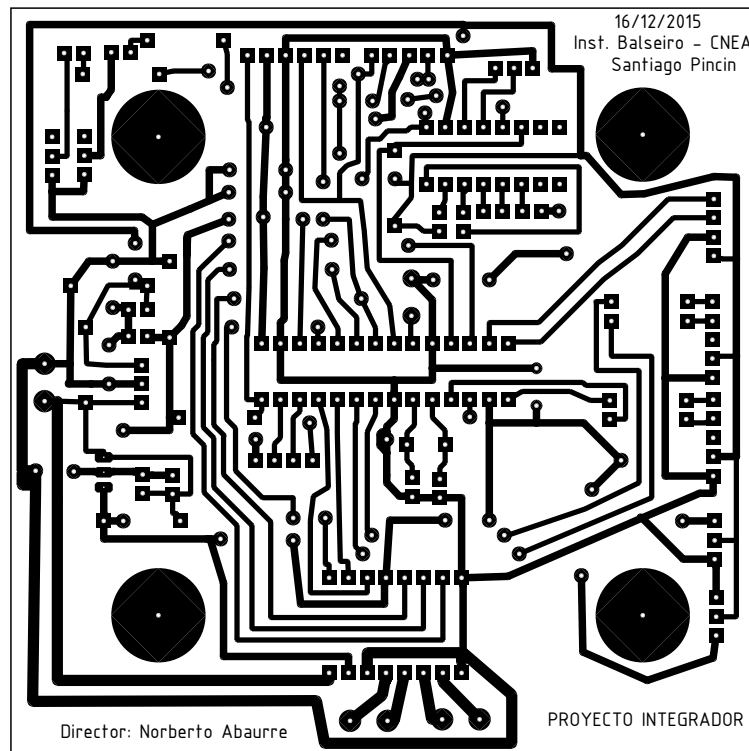 16/12/2015
Inst. Balseiro - CNEA
Santiago Pincin
Director: Norberto Abaurre
PROYECTO INTEGRADOR